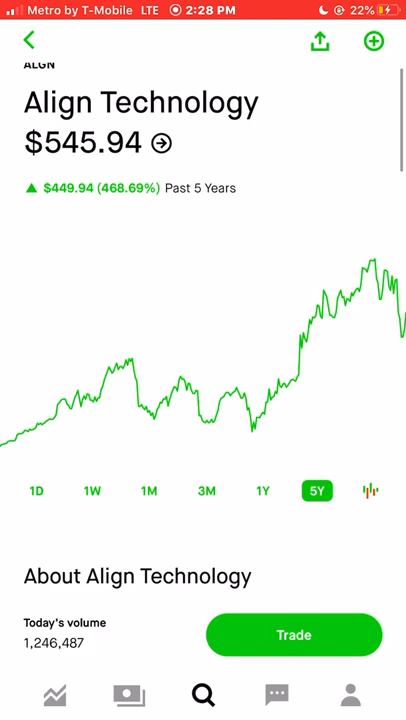 Metro by T-Mobile LTE 2:28 PM 22%
ALGN
Align Technology
$545.94
$449.94 (468.69%) Past 5 Years
1D 1W 1M 3M 1Y 5Y
About Align Technology
Today's volume
1,246,487
Trade